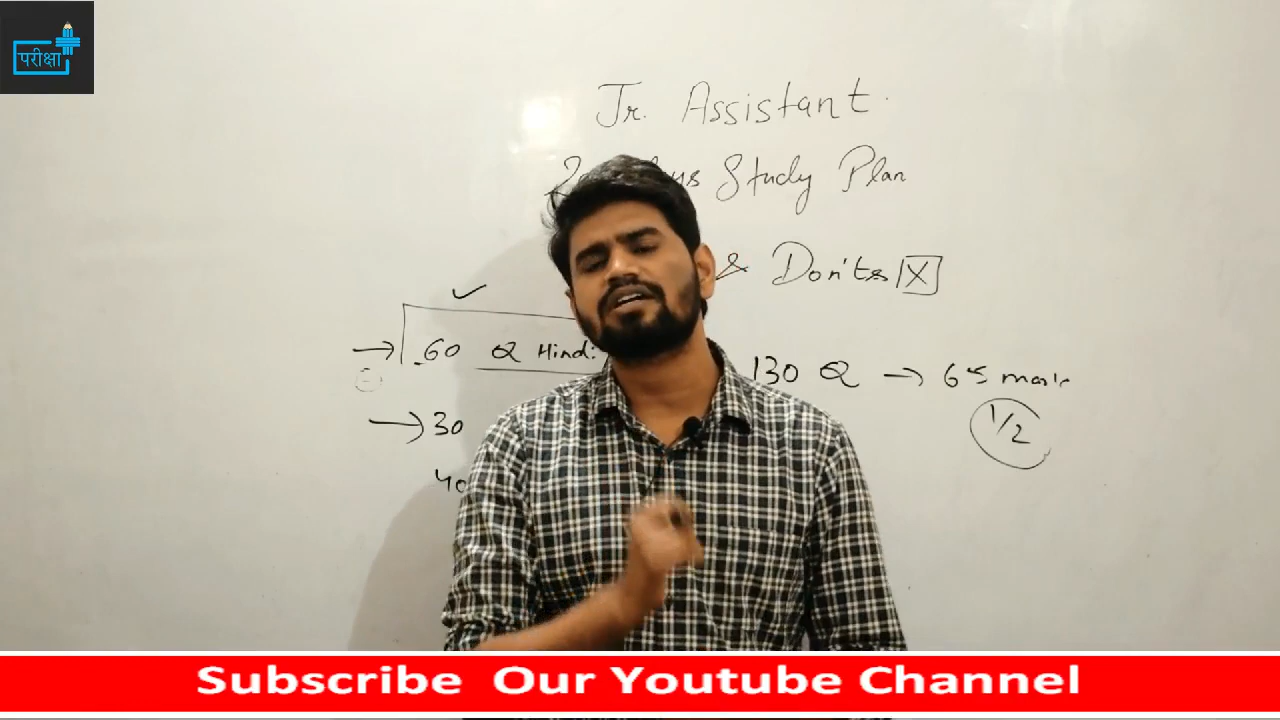 परीक्षा
Jr. Assistant.
Study Plan
& Don'ts X
→ 60 Q Hindi
130 Q → 65 mark
1/2
→ 30
40
Subscribe Our Youtube Channel